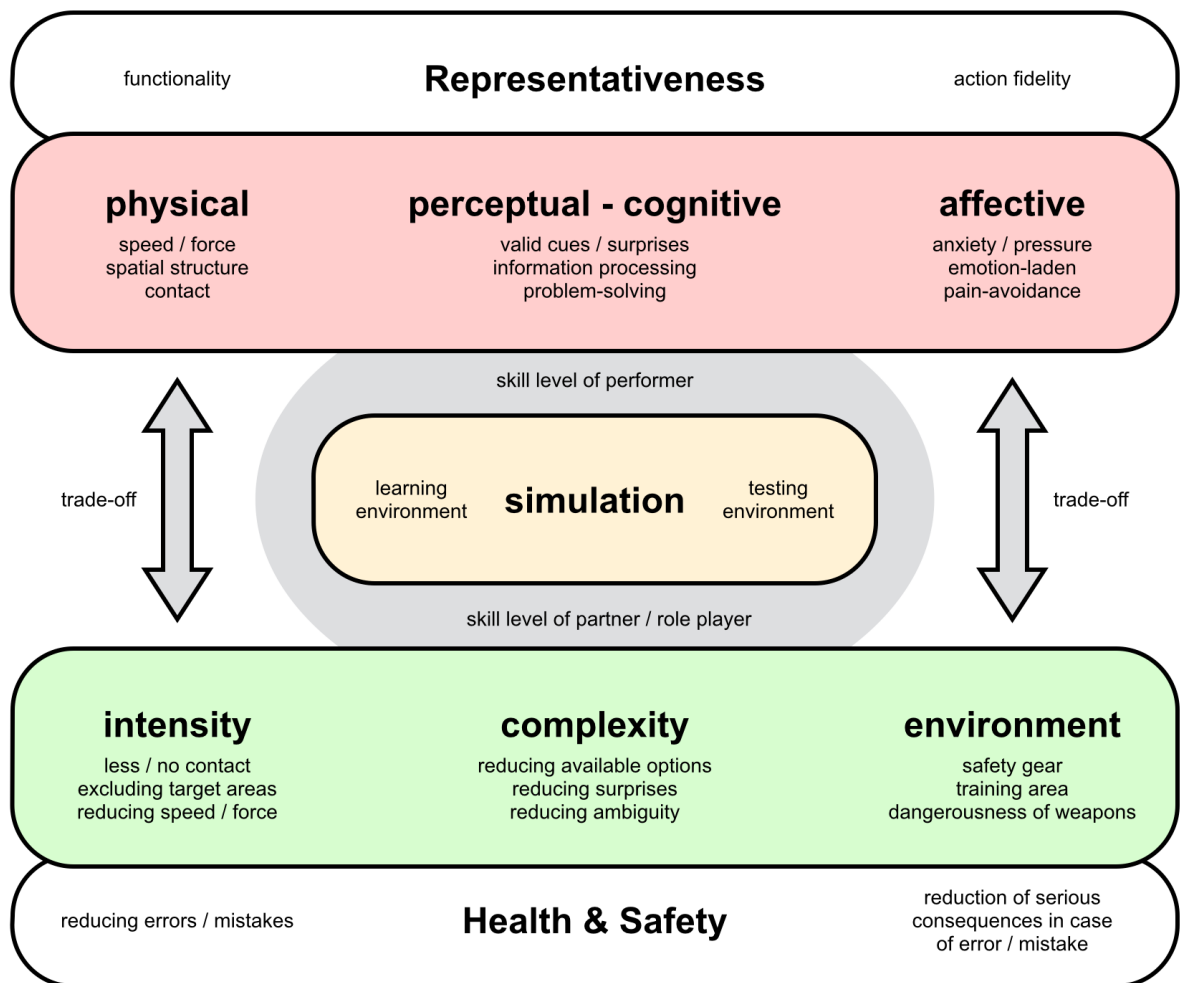 functionality
Representativeness
action fidelity
physical
speed / force
spatial structure
contact
perceptual - cognitive
valid cues / surprises
information processing
problem-solving
affective
anxiety / pressure
emotion-laden
pain-avoidance
skill level of performer
trade-off
learning
environment
simulation
testing
environment
trade-off
skill level of partner / role player
intensity
less / no contact
excluding target areas
reducing speed / force
complexity
reducing available options
reducing surprises
reducing ambiguity
environment
safety gear
training area
dangerousness of weapons
reducing errors / mistakes
Health & Safety
reduction of serious
consequences in case
of error / mistake